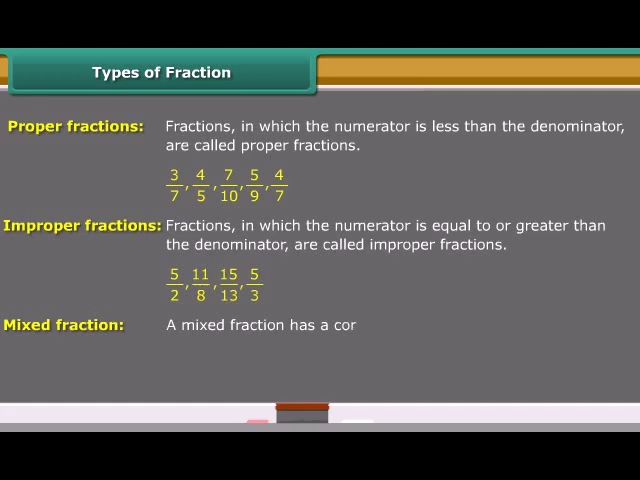 Types of Fraction
Proper fractions: Fractions, in which the numerator is less than the denominator,
are called proper fractions.
3/7, 4/5, 7/10, 5/9, 4/7
Improper fractions: Fractions, in which the numerator is equal to or greater than
the denominator, are called improper fractions.
5/2, 11/8, 15/13, 5/3
Mixed fraction: A mixed fraction has a cor